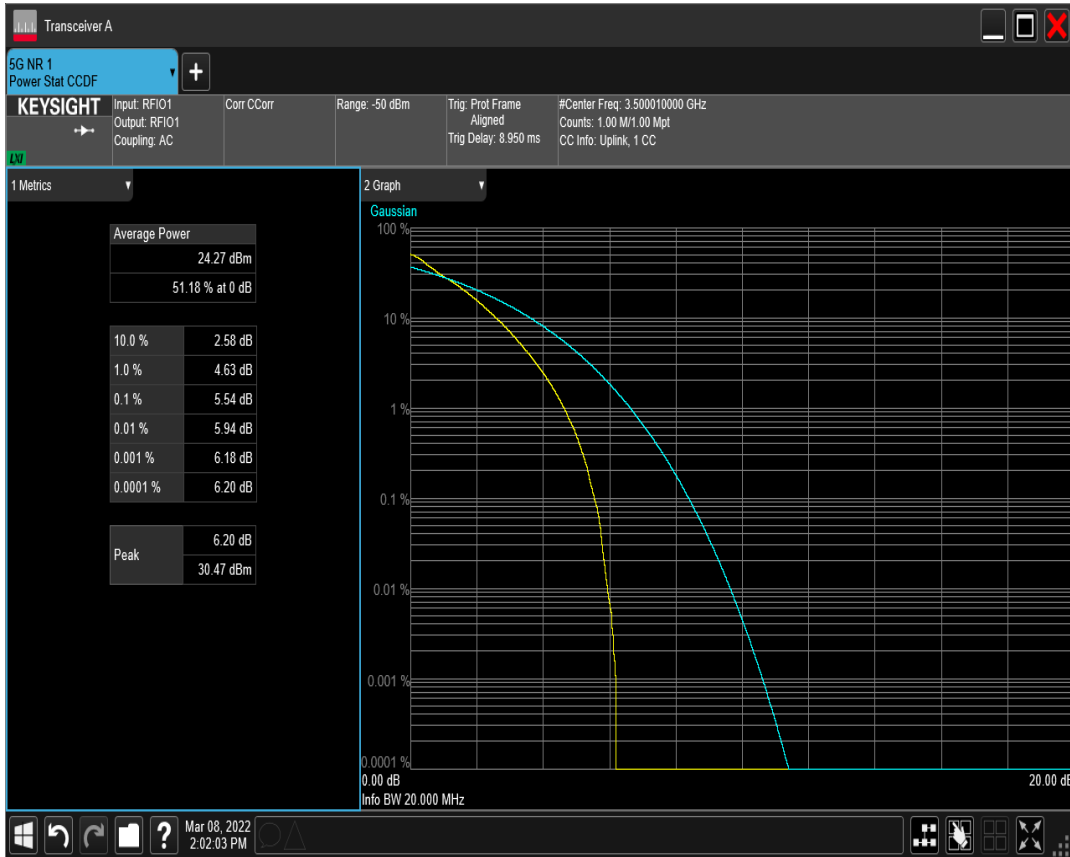 Transceiver A
5G NR 1
Power Stat CCDF
KEYSIGHT
LXI
Input: RFIO1
Output: RFIO1
Coupling: AC
Corr CCorr
Range: -50 dBm
Trig: Prot Frame
Aligned
Trig Delay: 8.950 ms
#Center Freq: 3.500010000 GHz
Counts: 1.00 M/1.00 Mpt
CC Info: Uplink, 1 CC
1 Metrics
Average Power
24.27 dBm
51.18 % at 0 dB
10.0 % 2.58 dB
1.0 % 4.63 dB
0.1 % 5.54 dB
0.01 % 5.94 dB
0.001 % 6.18 dB
0.0001 % 6.20 dB
Peak
6.20 dB
30.47 dBm
2 Graph
Gaussian
100 %
10 %
1 %
0.1 %
0.01 %
0.001 %
0.0001 %
0.00 dB 20.00 dB
Info BW 20.000 MHz
?
Mar 08, 2022
2:02:03 PM